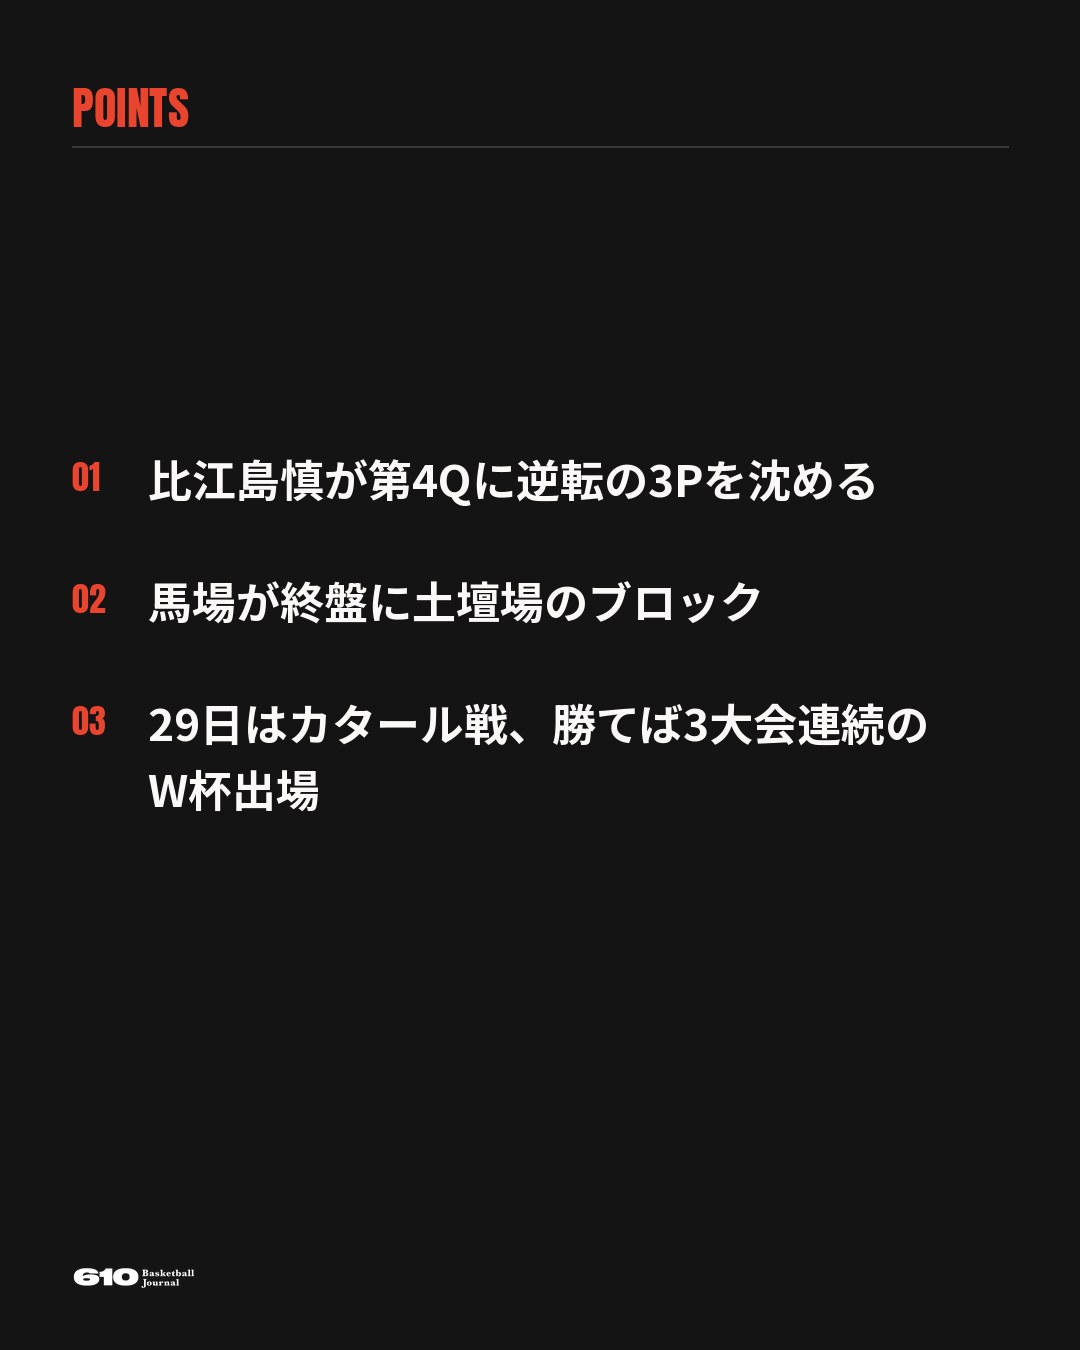 POINTS
01 比江島慎が第4Qに逆転の3Pを沈める
02 馬場が終盤に土壇場のブロック
03 29日はカタール戦、勝てば3大会連続の
W杯出場
610 Basketball
Journal